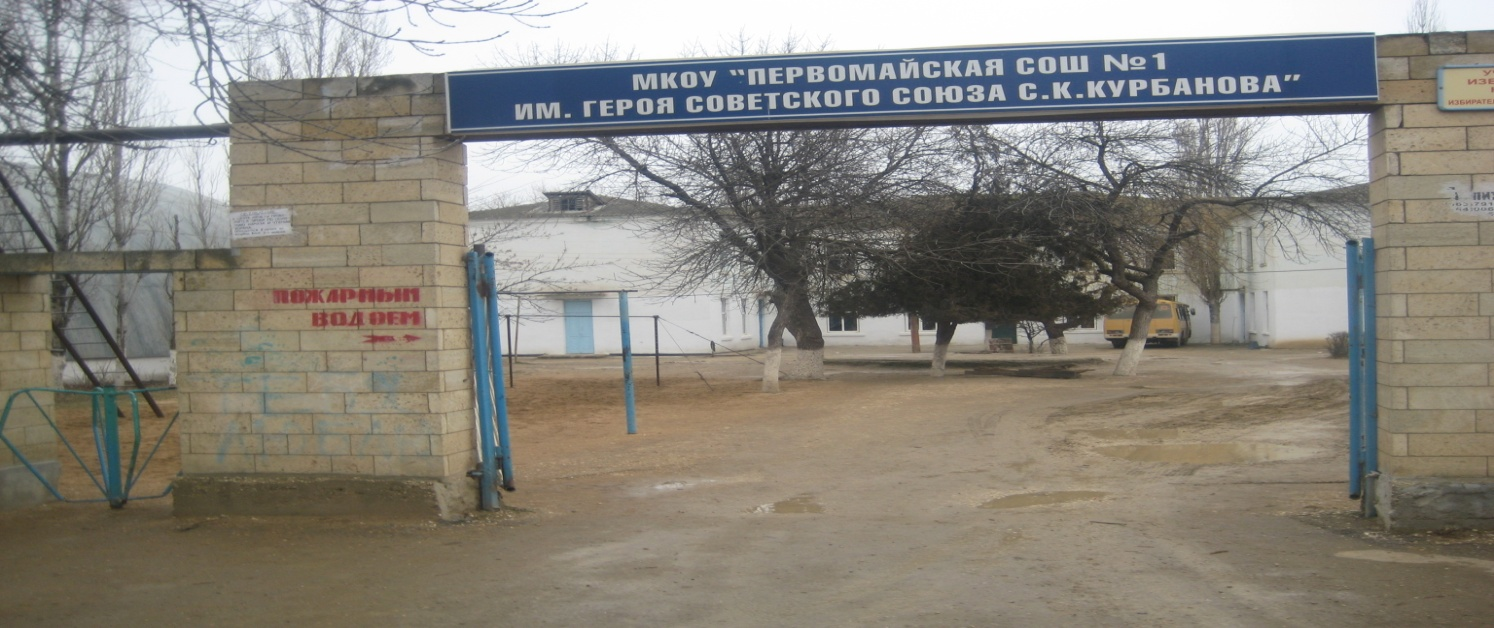 МКОУ "ПЕРВОМАЙСКАЯ СОШ №1
ИМ. ГЕРОЯ СОВЕТСКОГО СОЮЗА С.К.КУРБАНОВА"
ПОЖАРНЫЙ
ВОДОЕМ